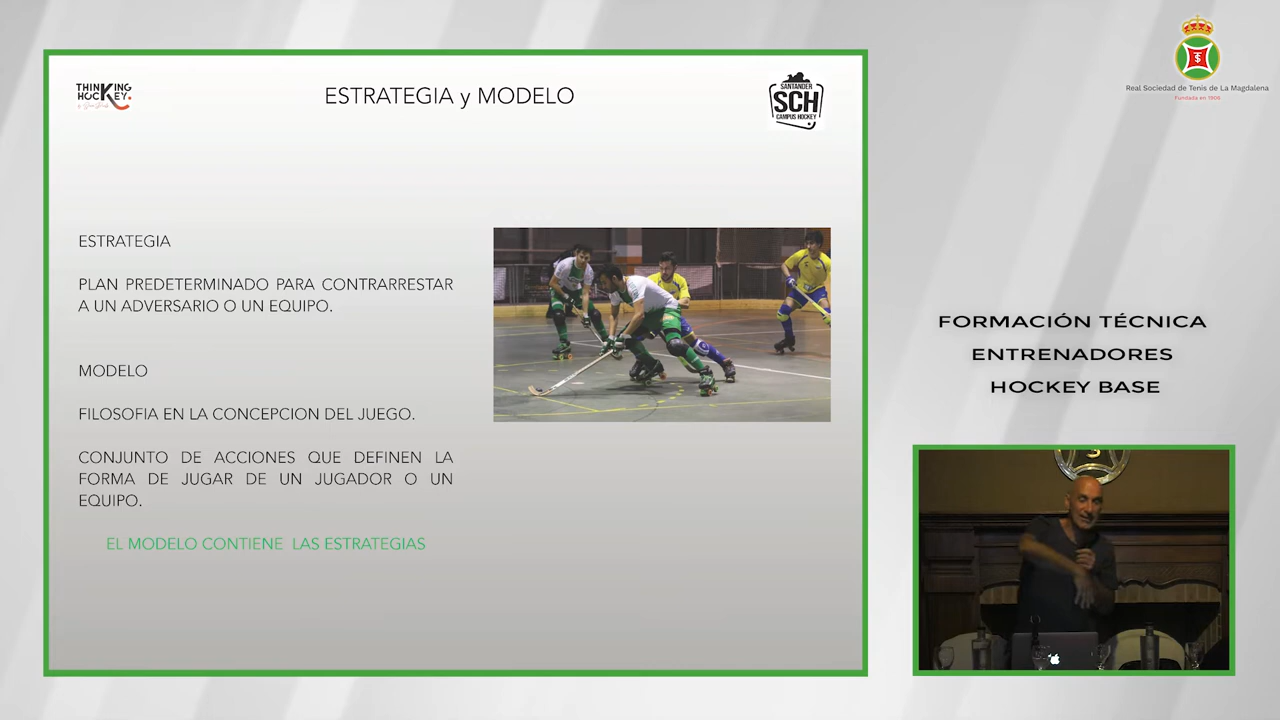 THINKING
HOCKEY.
ESTRATEGIA y MODELO
SANTANDER
SCH
CAMPUS HOCKEY
Real Sociedad de Tenis de La Magdalena
Fundada en 1906
ESTRATEGIA
PLAN PREDETERMINADO PARA CONTRARRESTAR
A UN ADVERSARIO O UN EQUIPO.
MODELO
FILOSOFIA EN LA CONCEPCION DEL JUEGO.
CONJUNTO DE ACCIONES QUE DEFINEN LA
FORMA DE JUGAR DE UN JUGADOR O UN
EQUIPO.
EL MODELO CONTIENE LAS ESTRATEGIAS
FORMACIÓN TÉCNICA
ENTRENADORES
HOCKEY BASE